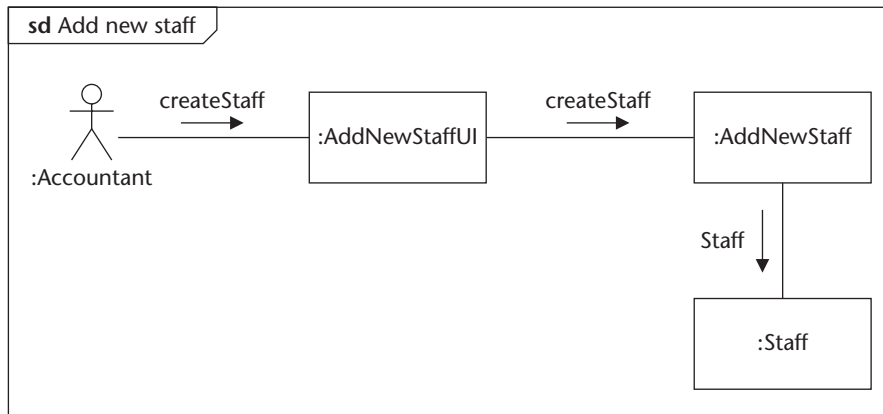 sd Add new staff
createStaff
createStaff
:AddNewStaffUI
:AddNewStaff
:Accountant
Staff
:Staff